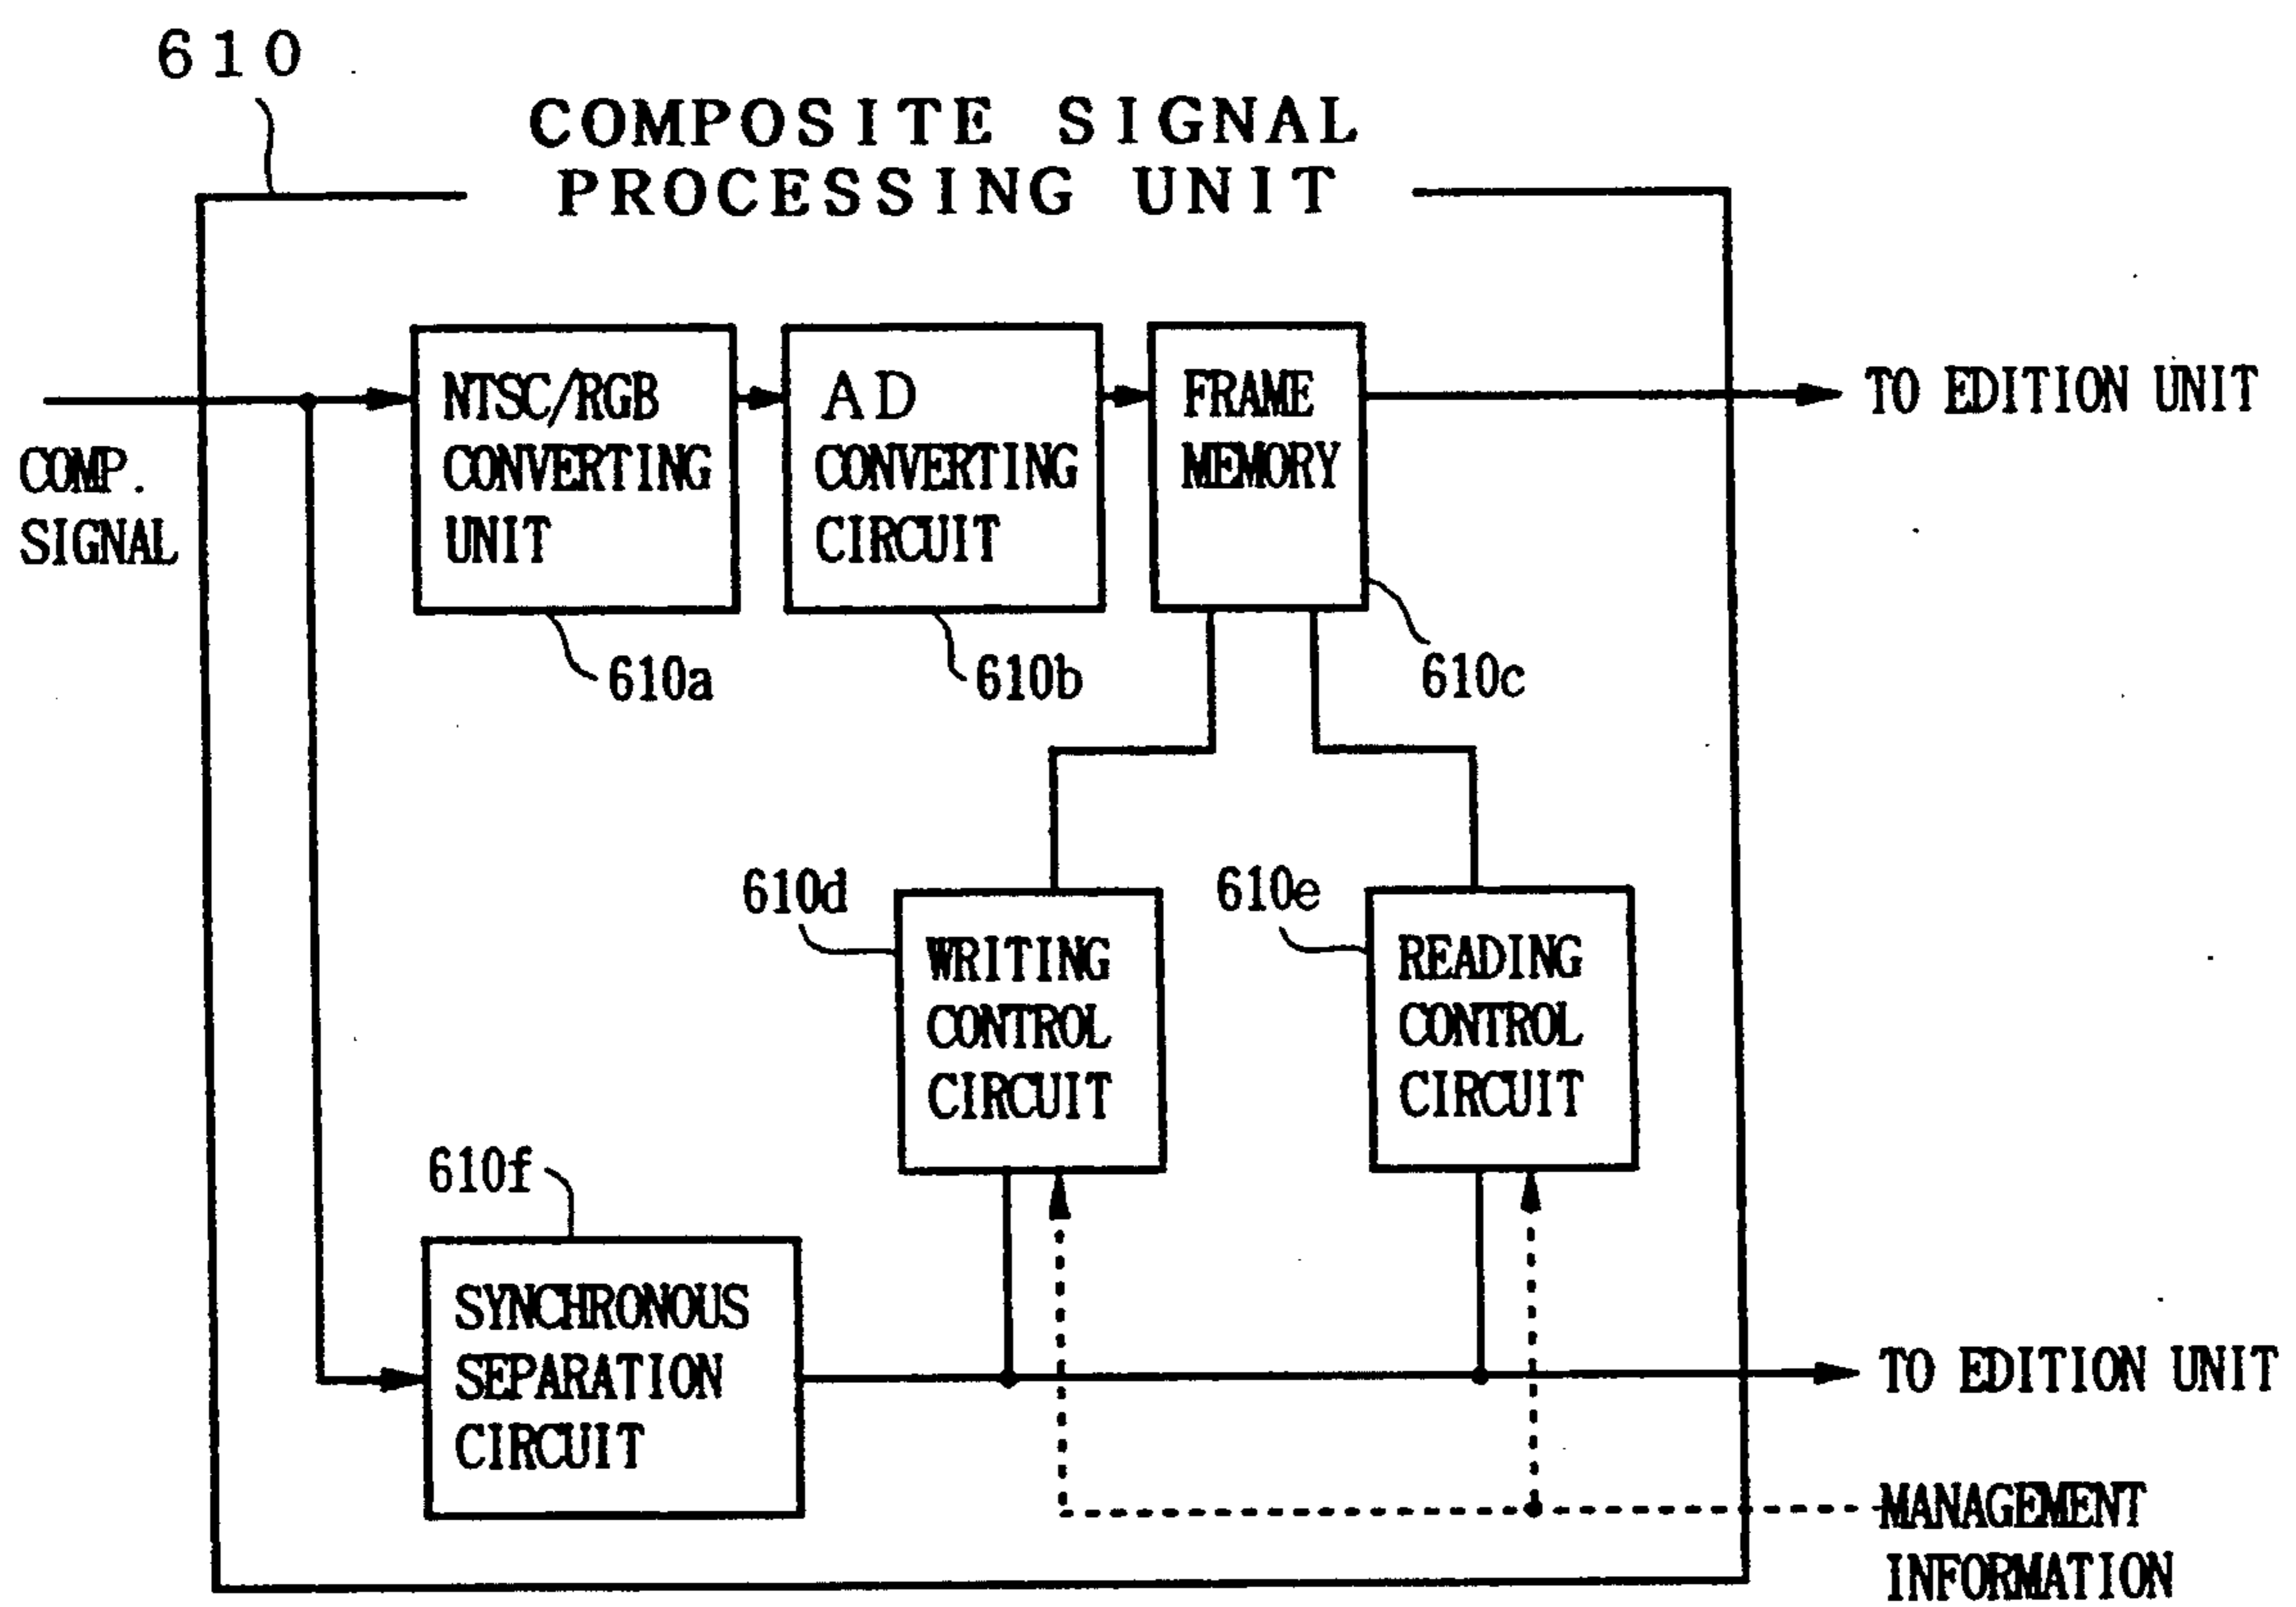 610
COMPOSITE SIGNAL
PROCESSING UNIT
COMP.
SIGNAL
NTSC/RGB
CONVERTING
UNIT
610a
AD
CONVERTING
CIRCUIT
610b
FRAME
MEMORY
610c
TO EDITION UNIT
610d
WRITING
CONTROL
CIRCUIT
610e
READING
CONTROL
CIRCUIT
610f
SYNCHRONOUS
SEPARATION
CIRCUIT
TO EDITION UNIT
MANAGEMENT
INFORMATION